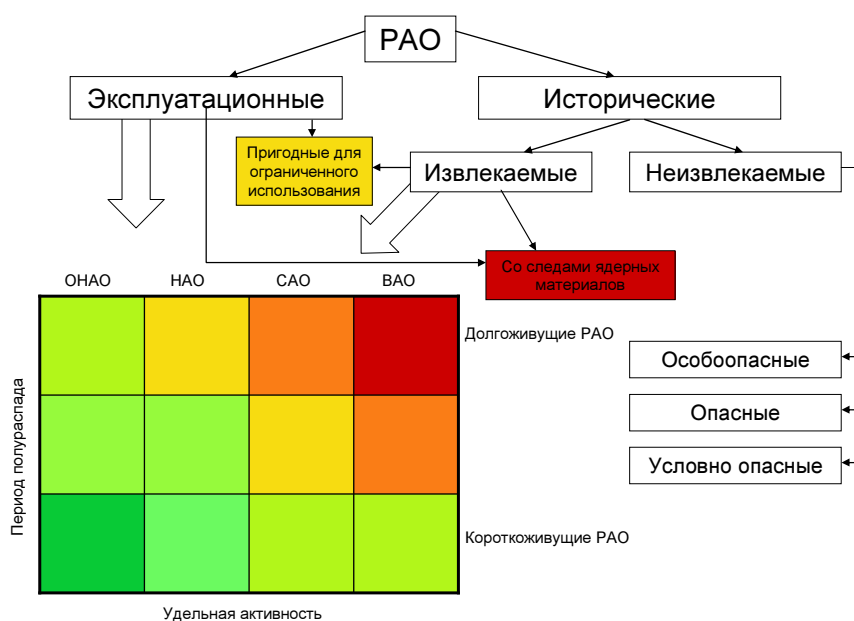 РАО
Эксплуатационные
Исторические
Пригодные для
ограниченного
использования
Извлекаемые
Неизвлекаемые
Со следами ядерных
материалов
ОНАО
НАО
САО
ВАО
Долгоживущие РАО
Особоопасные
Опасные
Условно опасные
Период полураспада
Короткоживущие РАО
Удельная активность